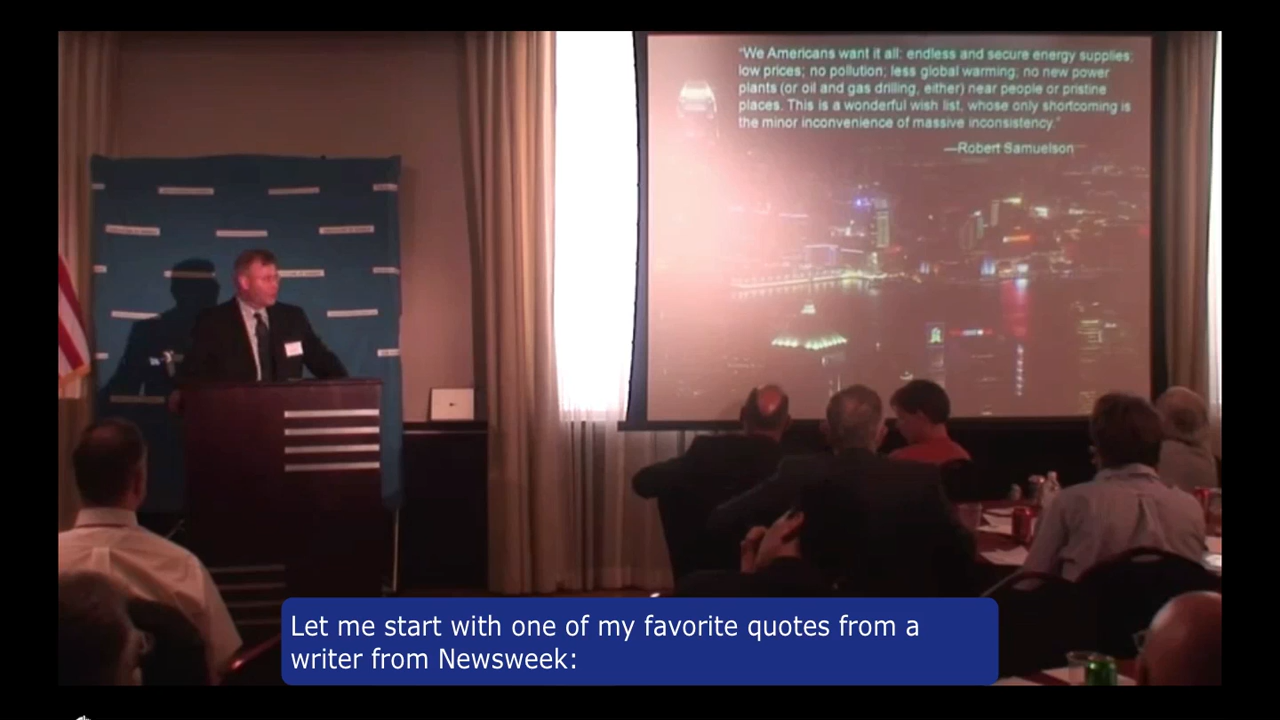 “We Americans want it all: endless and secure energy supplies;
low prices; no pollution; less global warming; no new power
plants (or oil and gas drilling, either) near people or pristine
places. This is a wonderful wish list, whose only shortcoming is
the minor inconvenience of massive inconsistency.”
—Robert Samuelson
Let me start with one of my favorite quotes from a
writer from Newsweek: